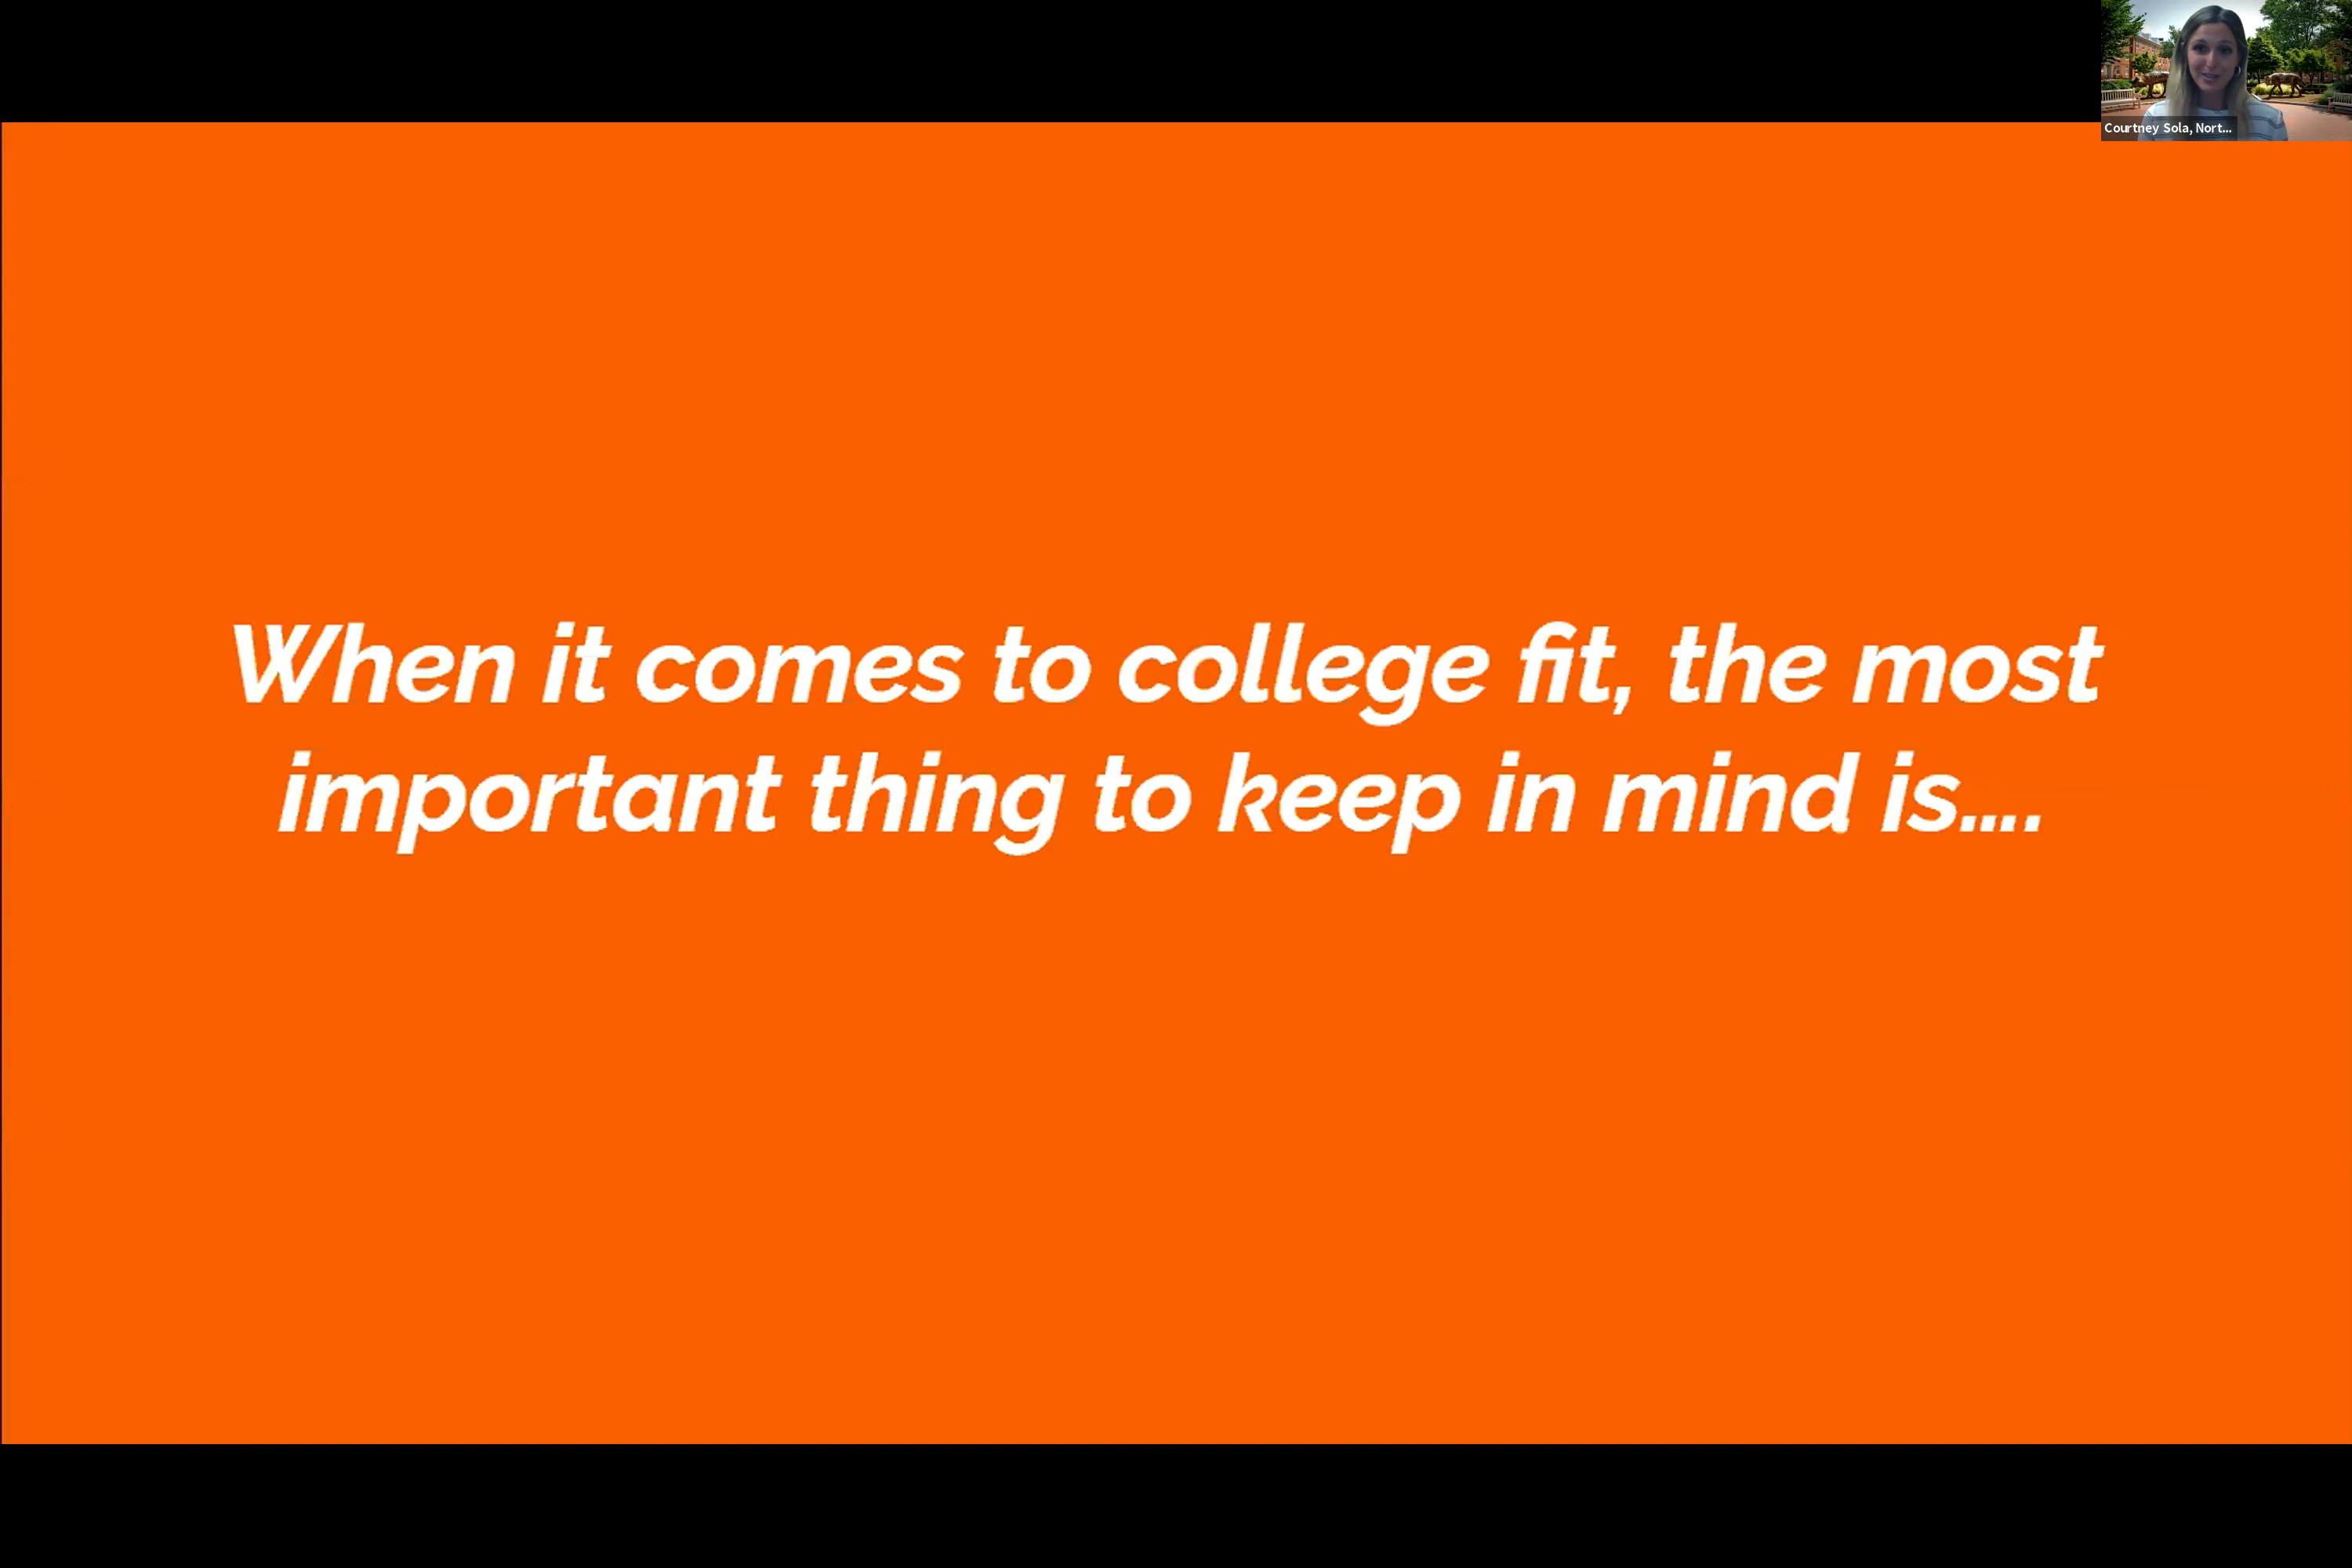 Courtney Sola, Nort...
When it comes to college fit, the most
important thing to keep in mind is....